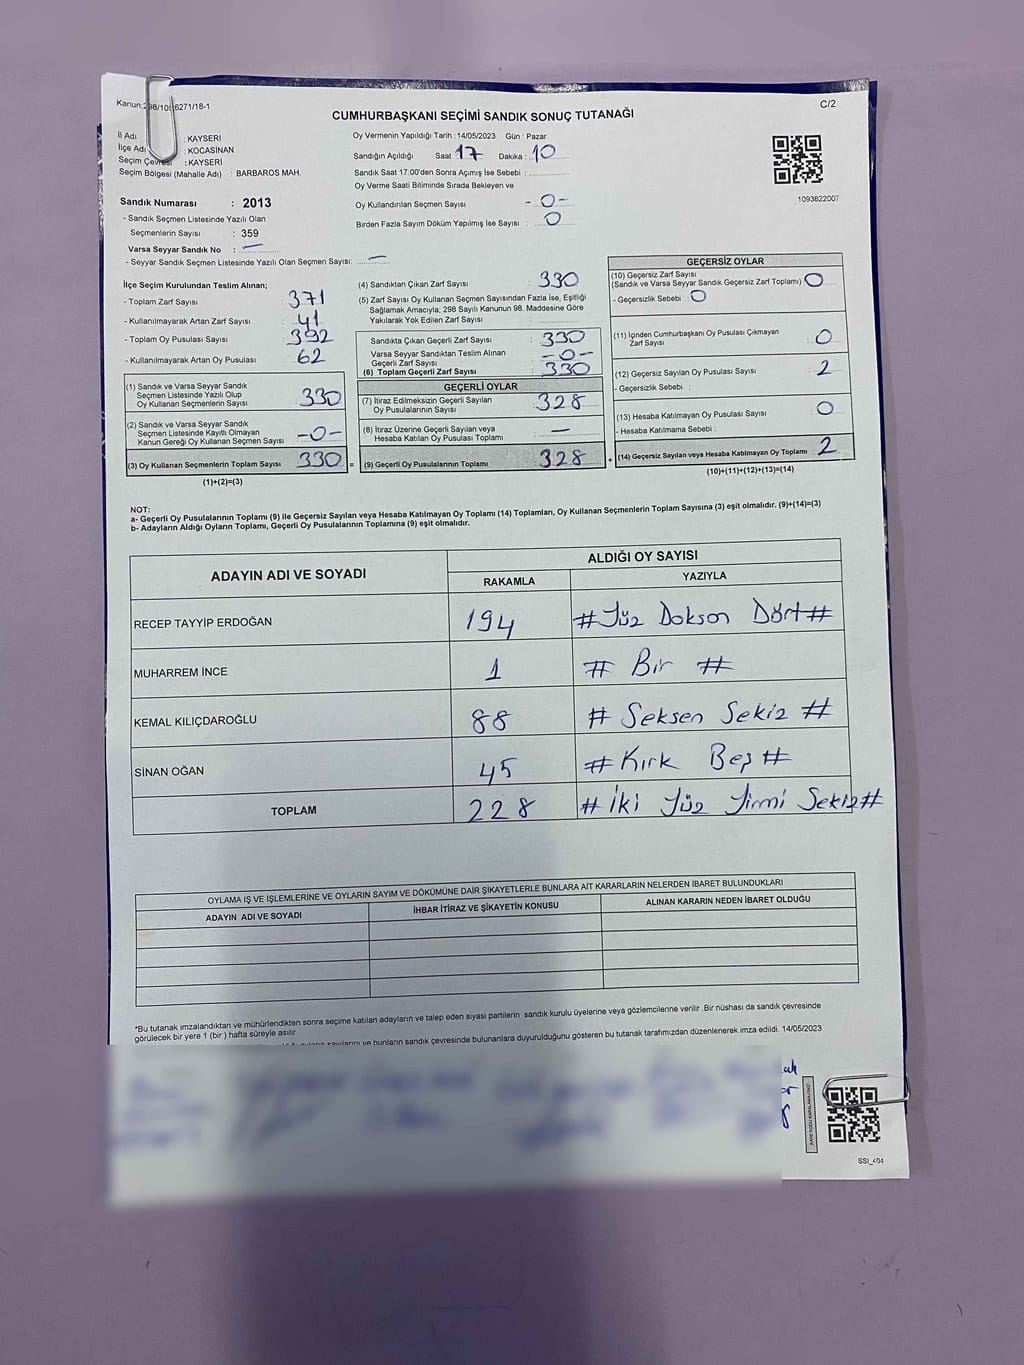 Kanun:298/105 6271/18-1
C/2
CUMHURBAŞKANI SEÇİMİ SANDIK SONUÇ TUTANAĞI
İl Adı : KAYSERİ
İlçe Adı : KOCASİNAN
Seçim Çevresi : KAYSERİ
Seçim Bölgesi (Mahalle Adı) : BARBAROS MAH.
Sandık Numarası : 2013
- Sandık Seçmen Listesinde Yazılı Olan
Seçmenlerin Sayısı : 359
Varsa Seyyar Sandık No : —
- Seyyar Sandık Seçmen Listesinde Yazılı Olan Seçmen Sayısı: —
Oy Vermenin Yapıldığı Tarih : 14/05/2023 Gün : Pazar
Sandığın Açıldığı Saat 17 Dakika : 10
Sandık Saat 17:00'den Sonra Açımış İse Sebebi :
Oy Verme Saati Bitiminde Sırada Bekleyen ve
Oy Kullandırılan Seçmen Sayısı - 0 -
Birden Fazla Sayım Döküm Yapılmış İse Sayısı : 0
1093822007
İlçe Seçim Kurulundan Teslim Alınan;
- Toplam Zarf Sayısı : 371
- Kullanılmayarak Artan Zarf Sayısı : 41
- Toplam Oy Pusulası Sayısı : 392
- Kullanılmayarak Artan Oy Pusulası : 62
(1) Sandık ve Varsa Seyyar Sandık
Seçmen Listesinde Yazılı Olup
Oy Kullanan Seçmenlerin Sayısı : 330
(2) Sandık ve Varsa Seyyar Sandık
Seçmen Listesinde Kayıtlı Olmayan
Kanun Gereği Oy Kullanan Seçmen Sayısı : -0-
(3) Oy Kullanan Seçmenlerin Toplam Sayısı : 330 =
(1)+(2)=(3)
(4) Sandıktan Çıkan Zarf Sayısı : 330
(5) Zarf Sayısı Oy Kullanan Seçmen Sayısından Fazla İse, Eşitliği
Sağlamak Amacıyla; 298 Sayılı Kanunun 98. Maddesine Göre
Yakılarak Yok Edilen Zarf Sayısı :
Sandıkta Çıkan Geçerli Zarf Sayısı : 330
Varsa Seyyar Sandıktan Teslim Alınan
Geçerli Zarf Sayısı : -0-
(6) Toplam Geçerli Zarf Sayısı : 330
GEÇERLİ OYLAR
(7) İtiraz Edilmeksizin Geçerli Sayılan
Oy Pusulalarının Sayısı : 328
(8) İtiraz Üzerine Geçerli Sayılan veya
Hesaba Katılan Oy Pusulası Toplamı : —
(9) Geçerli Oy Pusulalarının Toplamı : 328 +
GEÇERSİZ OYLAR
(10) Geçersiz Zarf Sayısı
(Sandık ve Varsa Seyyar Sandık Geçersiz Zarf Toplamı) : 0
- Geçersizlik Sebebi : 0
(11) İçinden Cumhurbaşkanı Oy Pusulası Çıkmayan
Zarf Sayısı : 0
(12) Geçersiz Sayılan Oy Pusulası Sayısı : 2
- Geçersizlik Sebebi :
(13) Hesaba Katılmayan Oy Pusulası Sayısı : 0
- Hesaba Katılmama Sebebi :
(14) Geçersiz Sayılan veya Hesaba Katılmayan Oy Toplamı : 2
(10)+(11)+(12)+(13)=(14)
NOT:
a- Geçerli Oy Pusulalarının Toplamı (9) ile Geçersiz Sayılan veya Hesaba Katılmayan Oy Toplamı (14) Toplamları, Oy Kullanan Seçmenlerin Toplam Sayısına (3) eşit olmalıdır. (9)+(14)=(3)
b- Adayların Aldığı Oyların Toplamı, Geçerli Oy Pusulalarının Toplamına (9) eşit olmalıdır.
ADAYIN ADI VE SOYADI
ALDIĞI OY SAYISI
RAKAMLA YAZIYLA
RECEP TAYYİP ERDOĞAN 194 #Yüz Dokson Dört#
MUHARREM İNCE 1 # Bir #
KEMAL KILIÇDAROĞLU 88 # Seksen Sekiz #
SİNAN OĞAN 45 #Kırk Beş#
TOPLAM 228 #İki Yüz Yirmi Sekiz#
OYLAMA İŞ VE İŞLEMLERİNE VE OYLARIN SAYIM VE DÖKÜMÜNE DAİR ŞİKAYETLERLE BUNLARA AİT KARARLARIN NELERDEN İBARET BULUNDUKLARI
ADAYIN ADI VE SOYADI İHBAR İTİRAZ VE ŞİKAYETİN KONUSU ALINAN KARARIN NEDEN İBARET OLDUĞU
*Bu tutanak imzalandıktan ve mühürlendikten sonra seçime katılan adayların ve talep eden siyasi partilerin sandık kurulu üyelerine veya gözlemcilerine verilir. Bir nüshası da sandık çevresinde
görülecek bir yere 1 (bir) hafta süreyle asılır
sayılarını ve bunların sandık çevresinde bulunanlara duyurulduğunu gösteren bu tutanak tarafımızdan düzenlenerek imza edildi. 14/05/2023
SSI_404